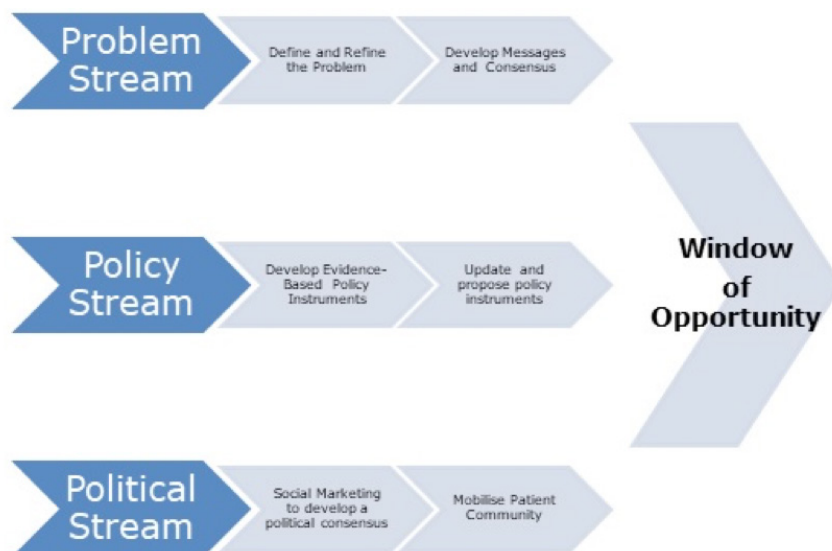 Problem
Stream
Define and Refine
the Problem
Develop Messages
and Consensus
Policy
Stream
Develop Evidence-
Based Policy
Instruments
Update and
propose policy
instruments
Window
of
Opportunity
Political
Stream
Social Marketing
to develop a
political consensus
Mobilise Patient
Community